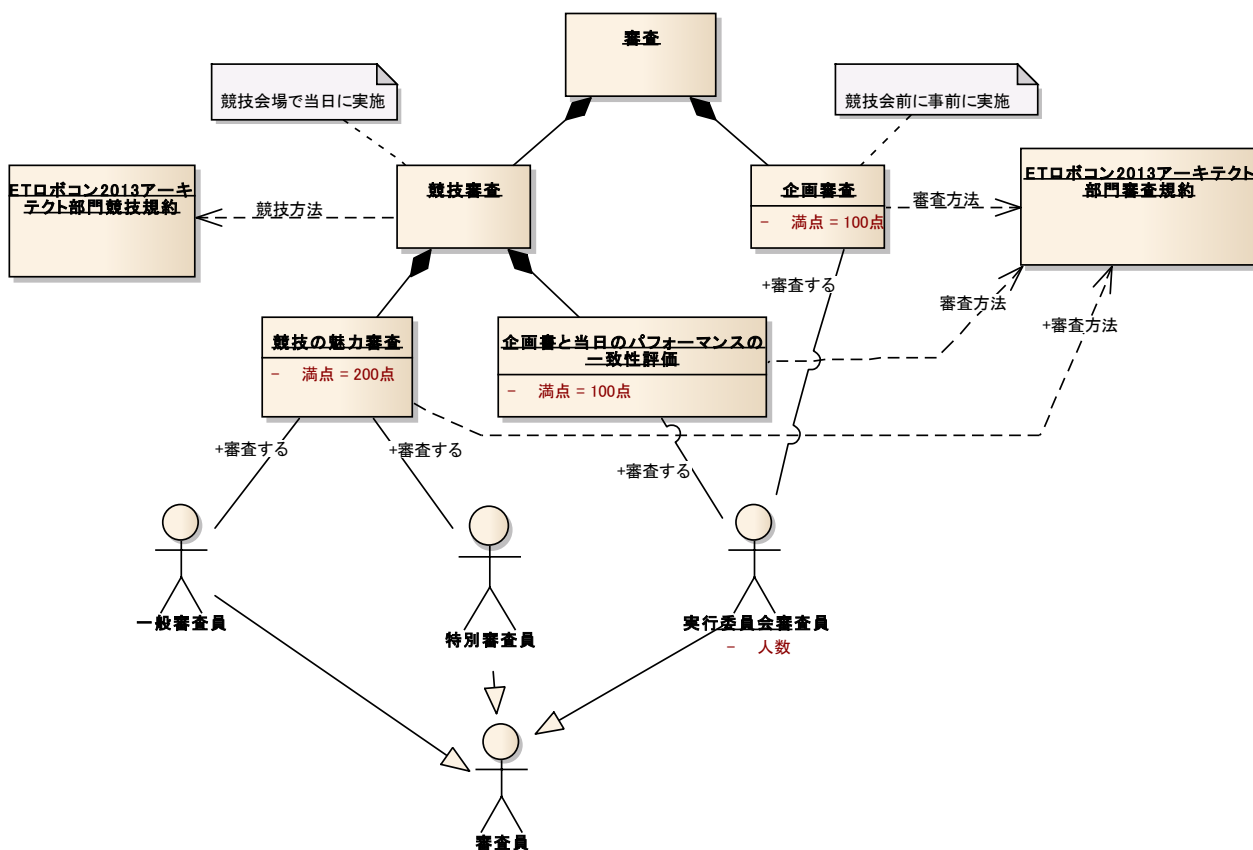 審査
競技会場で当日に実施
競技会前に事前に実施
ETロボコン2013アーキ
テクト部門競技規約
競技方法
競技審査
企画審査
- 満点 = 100点
審査方法
ETロボコン2013アーキテクト
部門審査規約
+審査する
審査方法
+審査方法
競技の魅力審査
- 満点 = 200点
企画書と当日のパフォーマンスの
一致性評価
- 満点 = 100点
+審査する
+審査する
+審査する
一般審査員
特別審査員
実行委員会審査員
- 人数
審査員